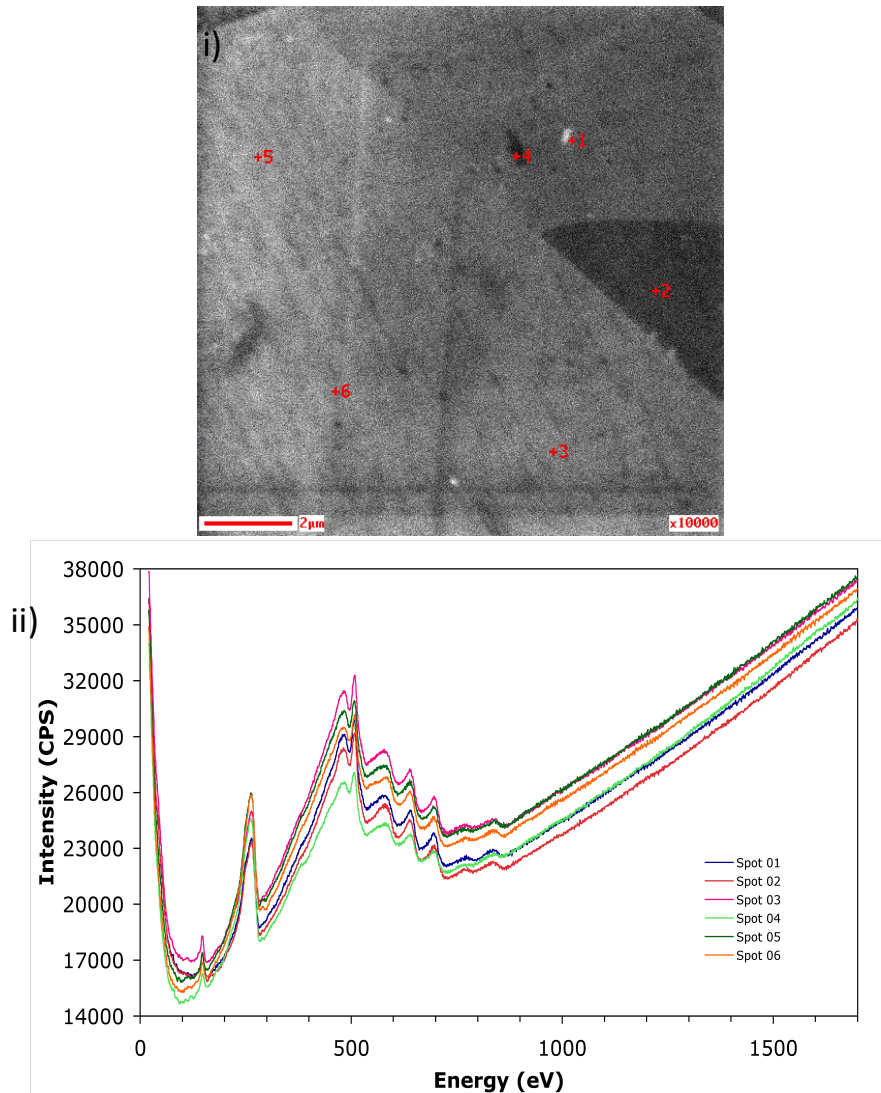 i)
+1
+5
+4
+2
+6
+3
2μm
x10000
ii)
38000
35000
32000
29000
26000
23000
20000
17000
14000
Intensity (CPS)
Spot 01
Spot 02
Spot 03
Spot 04
Spot 05
Spot 06
0
500
1000
1500
Energy (eV)